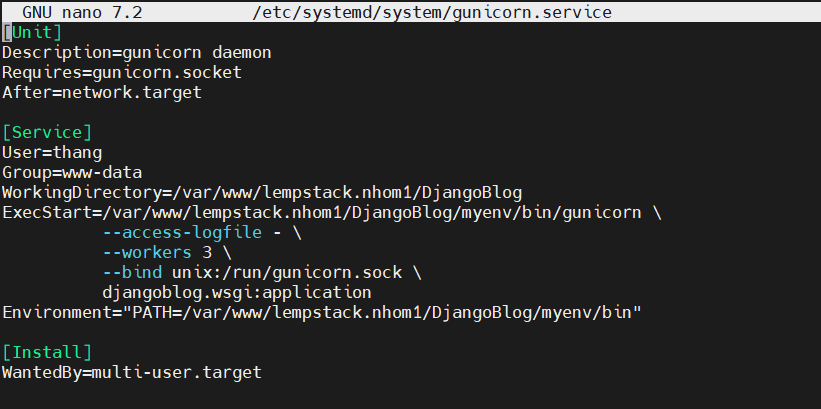 GNU nano 7.2 /etc/systemd/system/gunicorn.service
[Unit]
Description=gunicorn daemon
Requires=gunicorn.socket
After=network.target
[Service]
User=thang
Group=www-data
WorkingDirectory=/var/www/lempstack.nhom1/DjangoBlog
ExecStart=/var/www/lempstack.nhom1/DjangoBlog/myenv/bin/gunicorn \
--access-logfile - \
--workers 3 \
--bind unix:/run/gunicorn.sock \
djangoblog.wsgi:application
Environment="PATH=/var/www/lempstack.nhom1/DjangoBlog/myenv/bin"
[Install]
WantedBy=multi-user.target